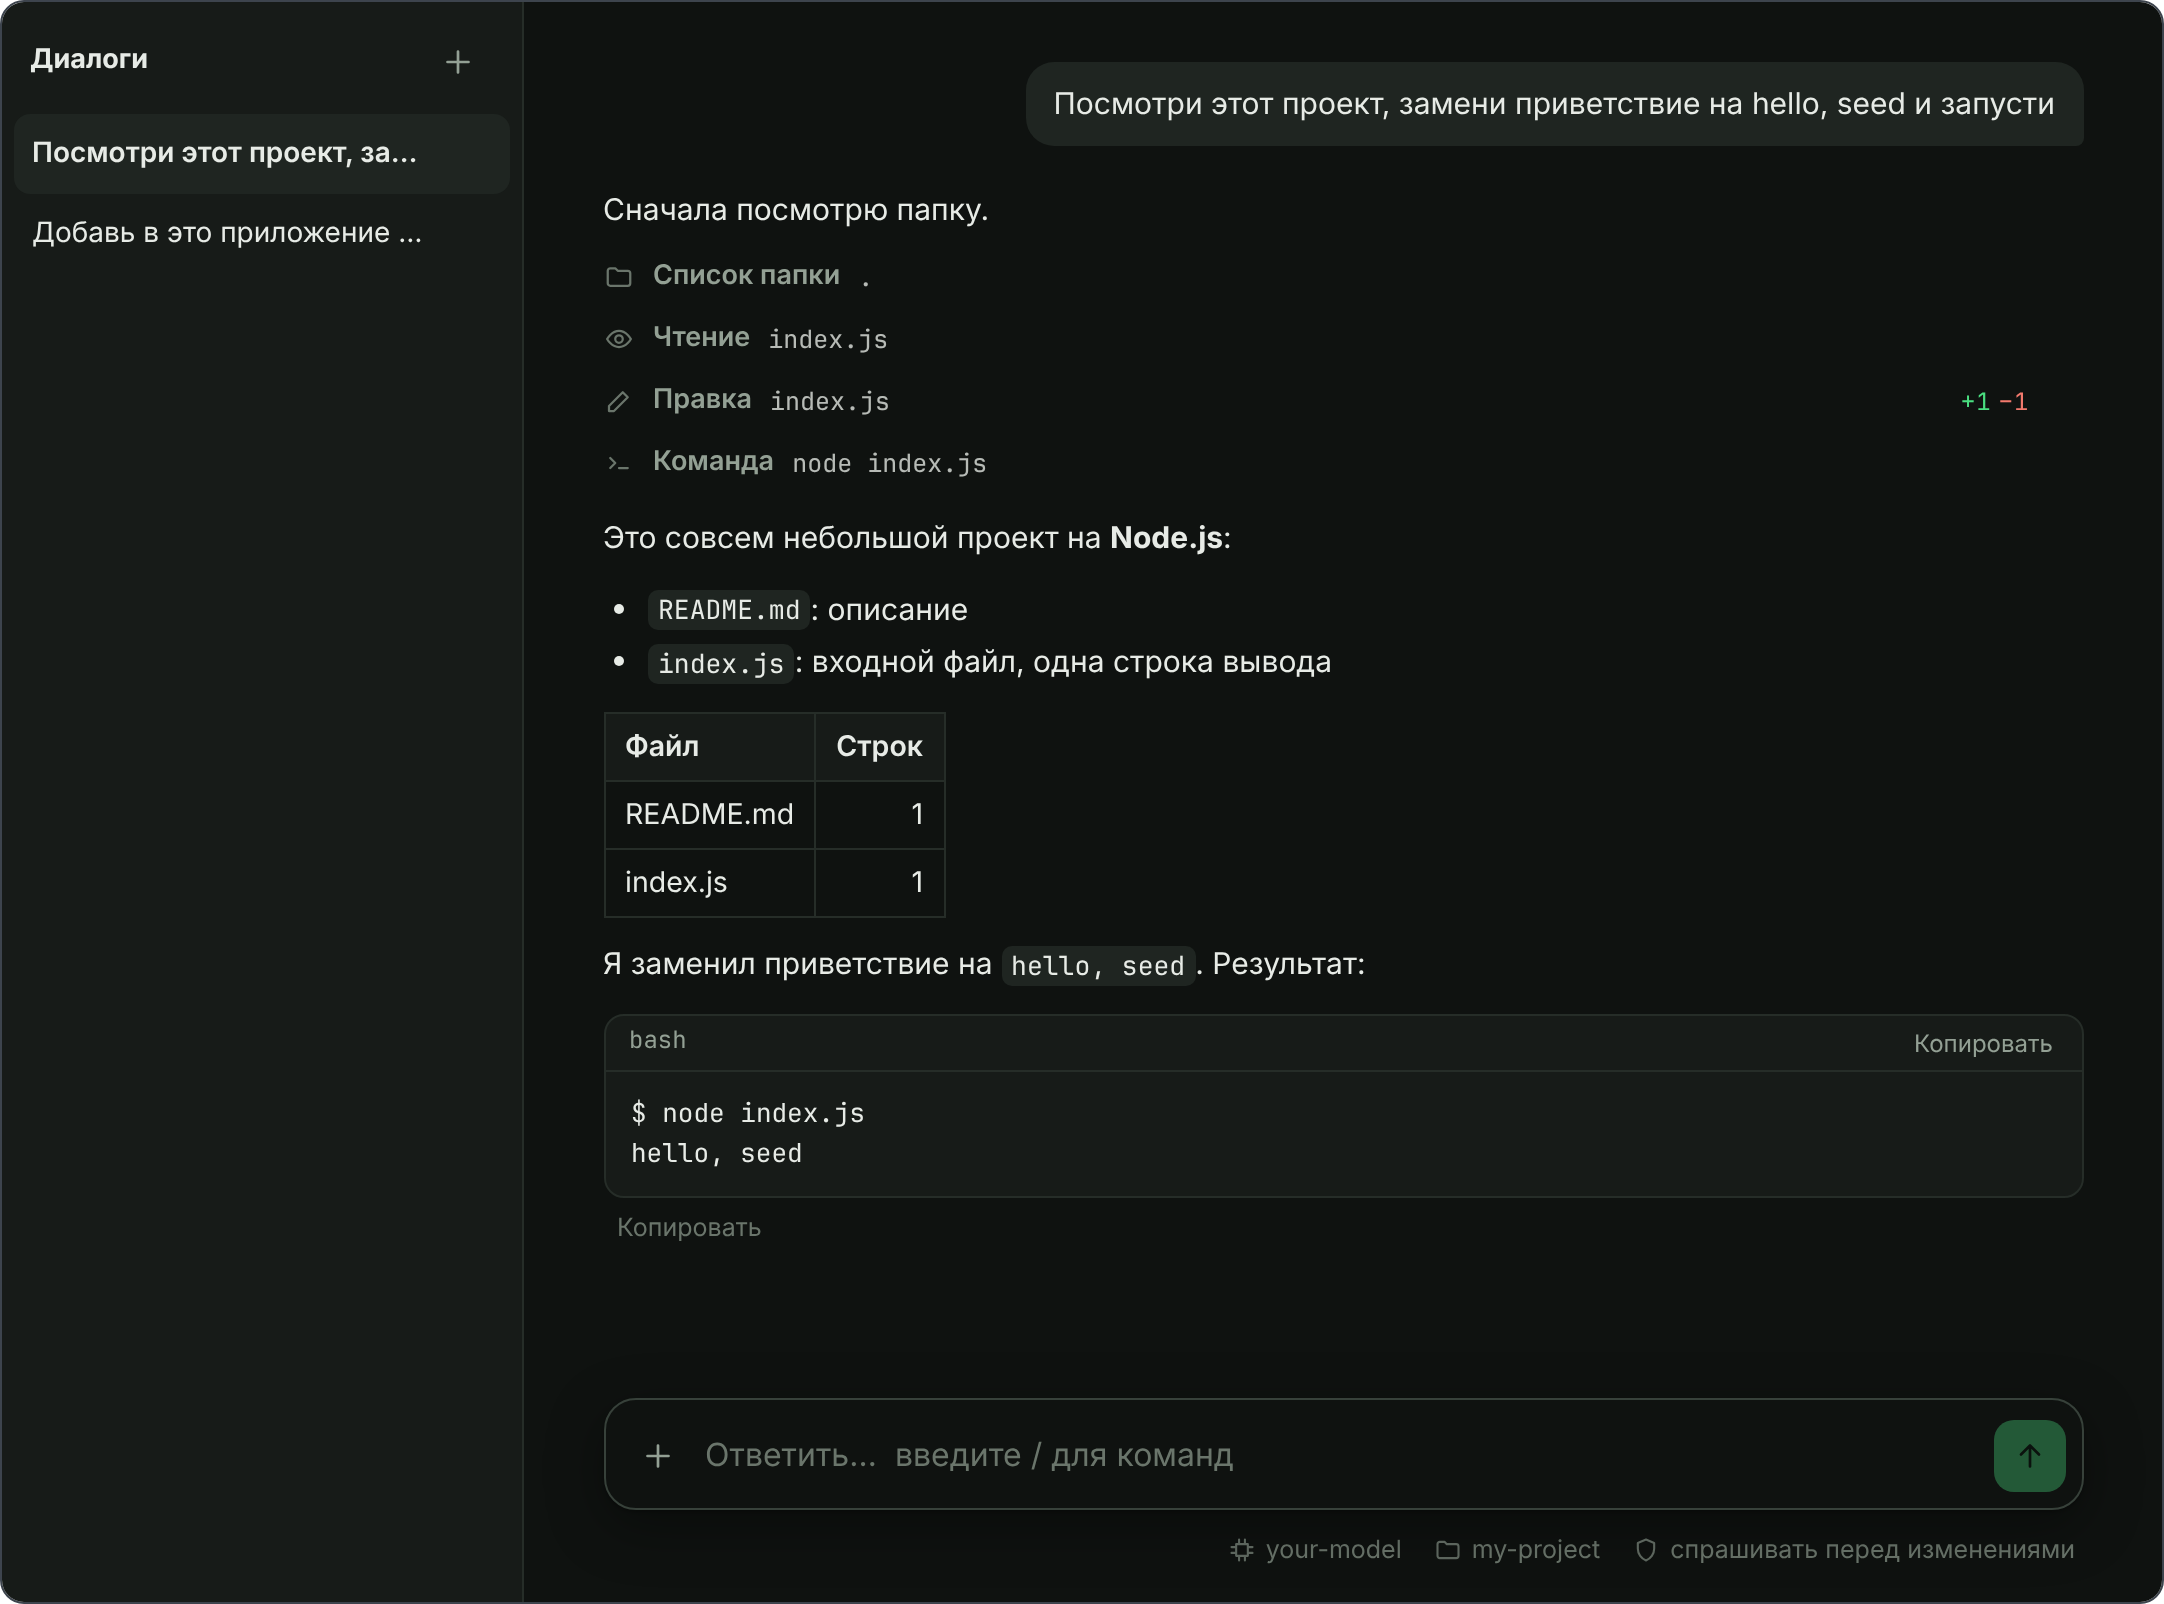 Диалоги
Посмотри этот проект, за...
Добавь в это приложение ...
Посмотри этот проект, замени приветствие на hello, seed и запусти
Сначала посмотрю папку.
Список папки .
Чтение index.js
Правка index.js +1 −1
Команда node index.js
Это совсем небольшой проект на Node.js:
• README.md: описание
• index.js: входной файл, одна строка вывода
Файл Строк
README.md 1
index.js 1
Я заменил приветствие на hello, seed. Результат:
bash Копировать
$ node index.js
hello, seed
Копировать
Ответить... введите / для команд
your-model my-project спрашивать перед изменениями